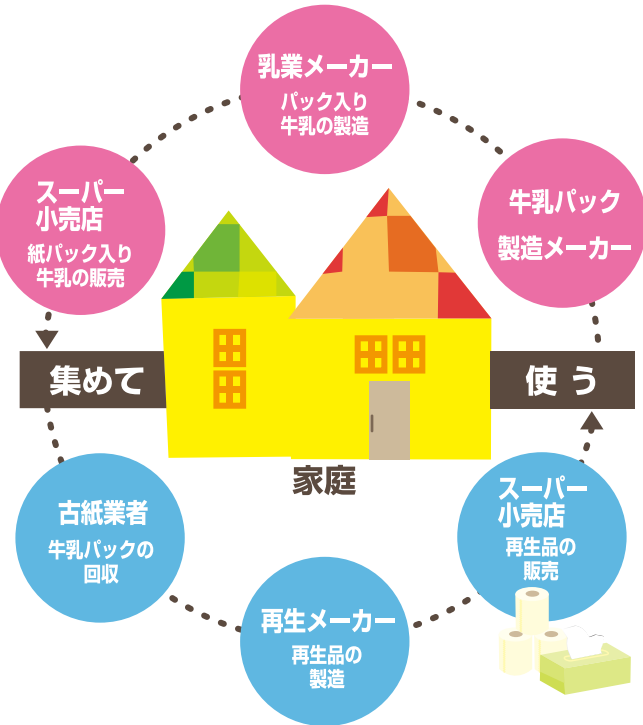 乳業メーカー
パック入り
牛乳の製造
スーパー
小売店
紙パック入り
牛乳の販売
牛乳パック
製造メーカー
集めて
使う
家庭
古紙業者
牛乳パックの
回収
スーパー
小売店
再生品の
販売
再生メーカー
再生品の
製造